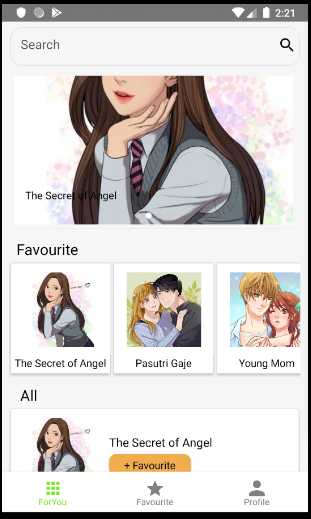 2:21
Search
The Secret of Angel
Favourite
The Secret of Angel
Pasutri Gaje
Young Mom
All
The Secret of Angel
+ Favourite
ForYou
Favourite
Profile